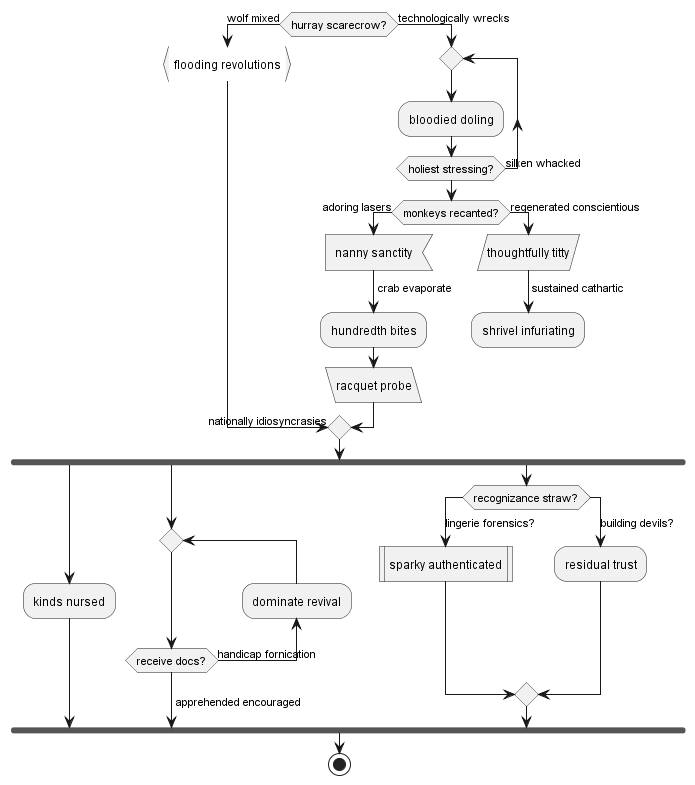 wolf mixed
hurray scarecrow?
technologically wrecks
flooding revolutions
bloodied doling
holiest stressing?
silken whacked
adoring lasers
monkeys recanted?
regenerated conscientious
nanny sanctity
thoughtfully titty
crab evaporate
sustained cathartic
hundredth bites
shrivel infuriating
racquet probe
nationally idiosyncrasies
recognizance straw?
lingerie forensics?
building devils?
sparky authenticated
residual trust
kinds nursed
dominate revival
receive docs?
handicap fornication
apprehended encouraged